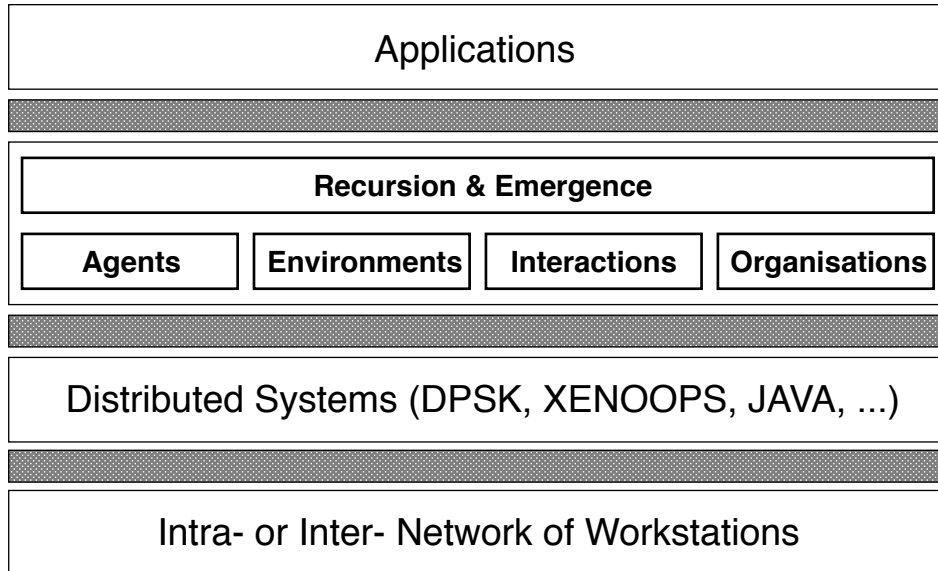 Applications
Recursion & Emergence
Agents
Environments
Interactions
Organisations
Distributed Systems (DPSK, XENOOPS, JAVA, ...)
Intra- or Inter- Network of Workstations